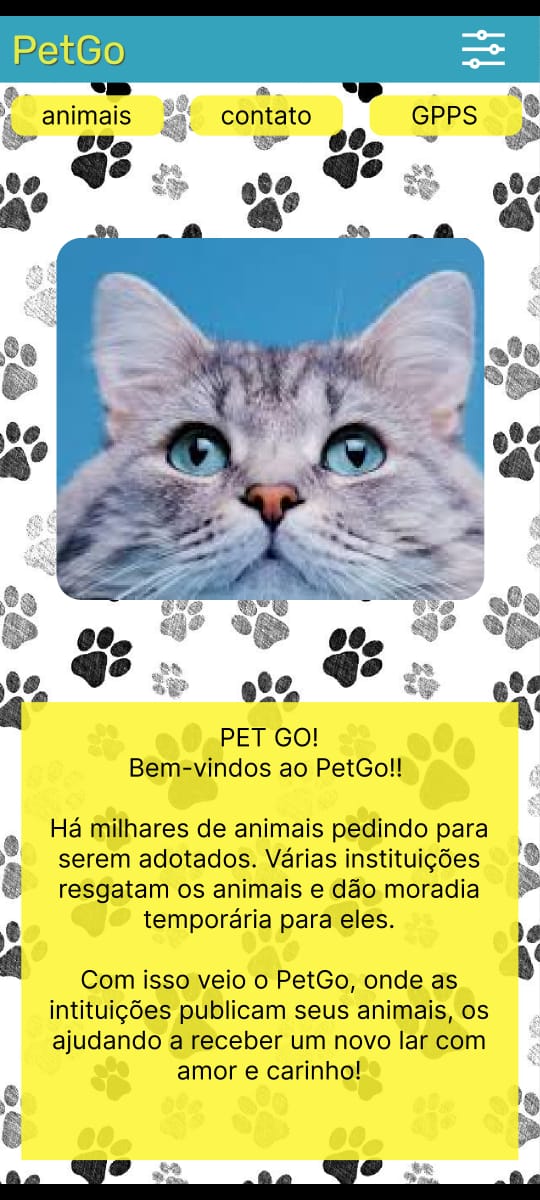 PetGo
animais
contato
GPPS
PET GO!
Bem-vindos ao PetGo!!
Há milhares de animais pedindo para
serem adotados. Várias instituições
resgatam os animais e dão moradia
temporária para eles.
Com isso veio o PetGo, onde as
intituições publicam seus animais, os
ajudando a receber um novo lar com
amor e carinho!